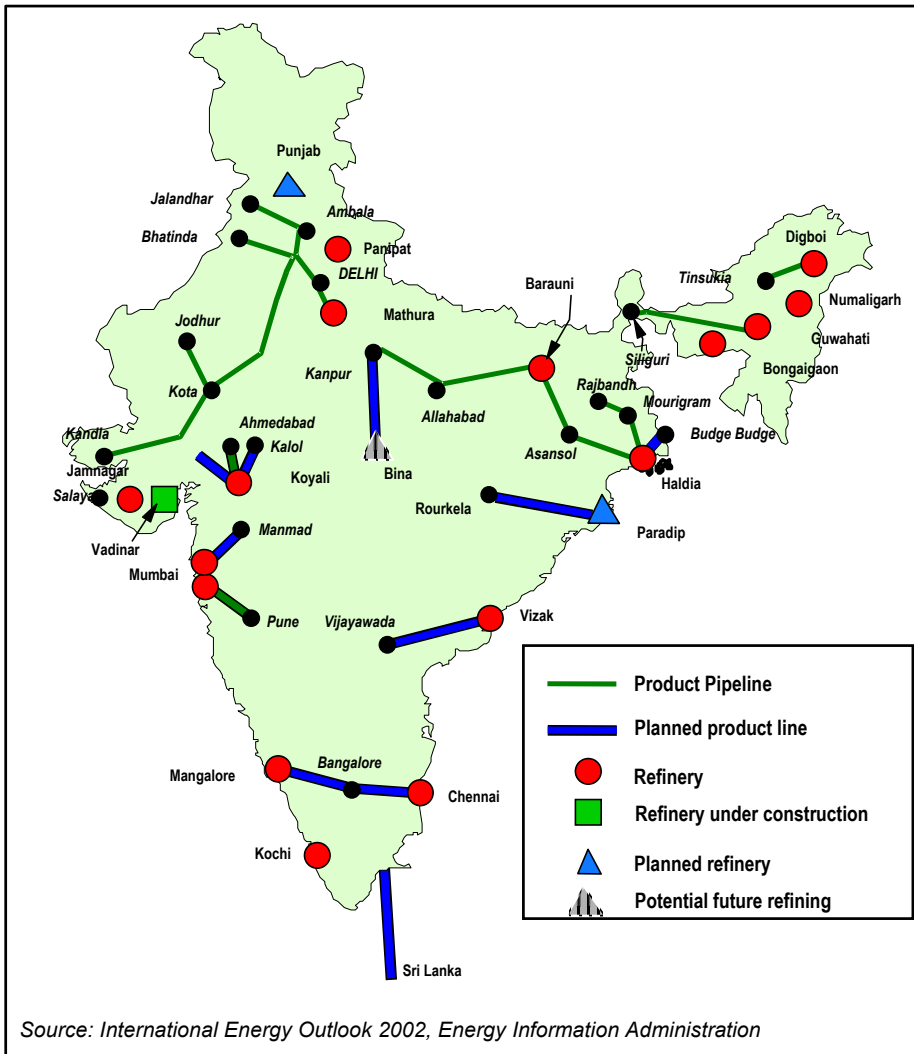 Punjab
Jalandhar
Ambala
Bhatinda
Panipat
DELHI
Digboi
Tinsukia
Barauni
Numaligarh
Mathura
Jodhur
Guwahati
Siliguri
Kanpur
Bongaigaon
Rajbandh
Kota
Allahabad
Mourigram
Ahmedabad
Budge Budge
Kandla
Kalol
Asansol
Jamnagar
Koyali
Bina
Haldia
Salaya
Rourkela
Manmad
Paradip
Vadinar
Mumbai
Pune
Vijayawada
Vizak
Product Pipeline
Planned product line
Bangalore
Mangalore
Refinery
Chennai
Refinery under construction
Kochi
Planned refinery
Potential future refining
Sri Lanka
Source: International Energy Outlook 2002, Energy Information Administration